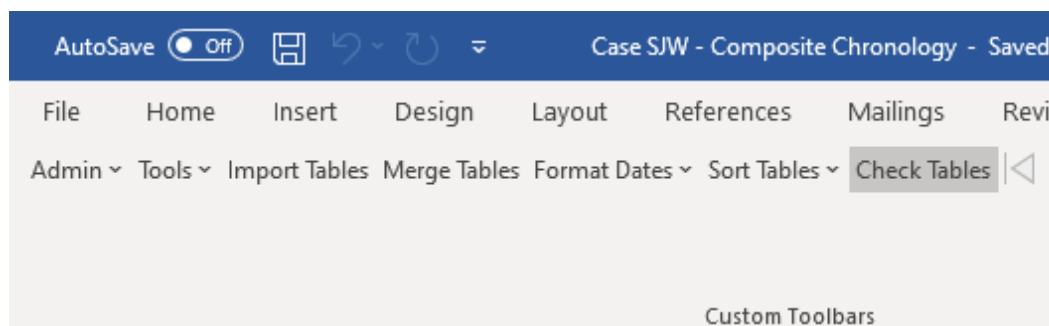 AutoSave Off Case SJW - Composite Chronology - Saved
File Home Insert Design Layout References Mailings Revi
Admin Tools Import Tables Merge Tables Format Dates Sort Tables Check Tables
Custom Toolbars